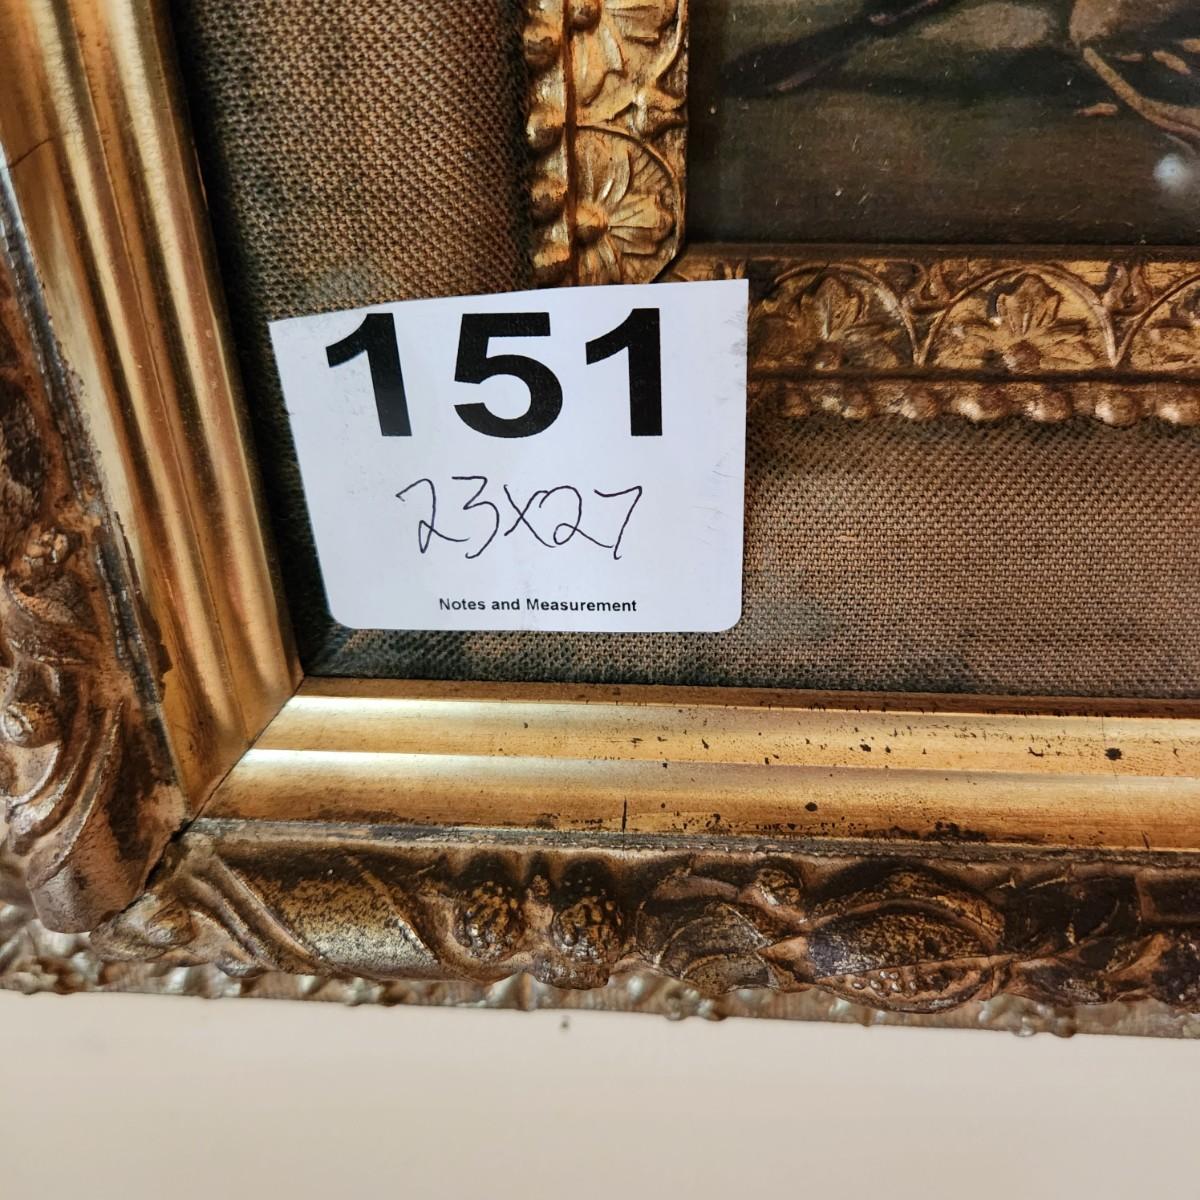 151
23x27
Notes and Measurement